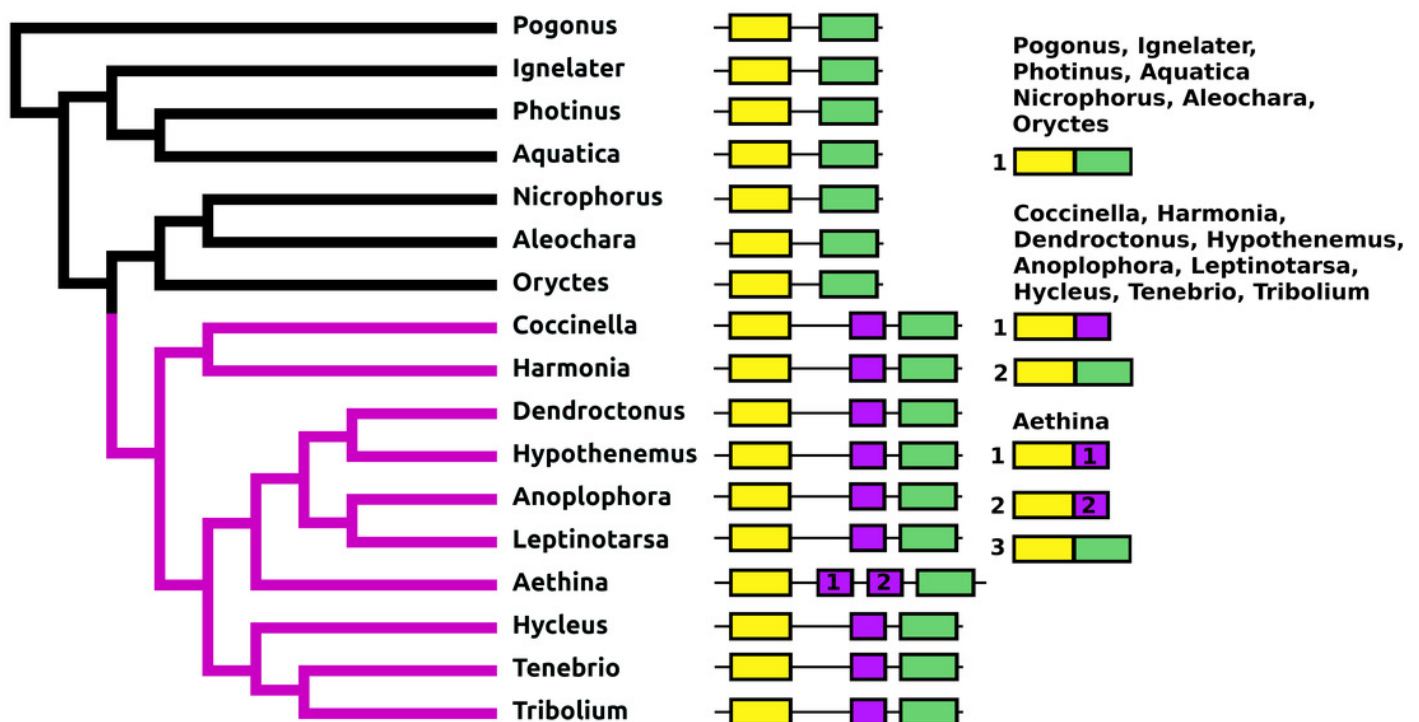 Pogonus
Ignelater
Photinus
Aquatica
Nicrophorus
Aleochara
Oryctes
Coccinella
Harmonia
Dendroctonus
Hypothenemus
Anoplophora
Leptinotarsa
Aethina
1 2
Hycleus
Tenebrio
Tribolium
Pogonus, Ignelater,
Photinus, Aquatica
Nicrophorus, Aleochara,
Oryctes
1
Coccinella, Harmonia,
Dendroctonus, Hypothenemus,
Anoplophora, Leptinotarsa,
Hycleus, Tenebrio, Tribolium
1
2
Aethina
1 1
2 2
3